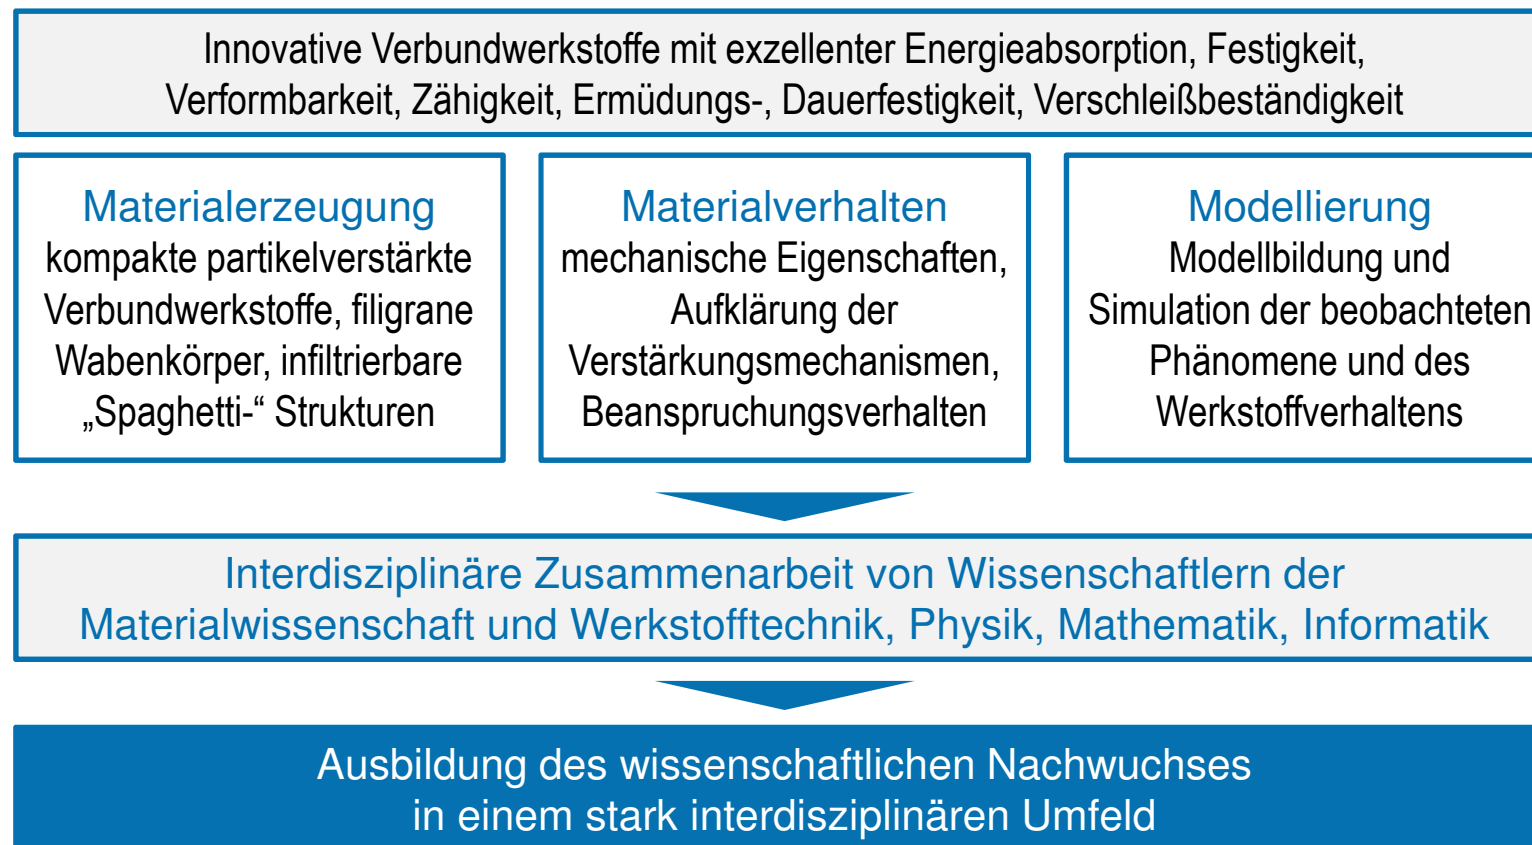 Innovative Verbundwerkstoffe mit exzellenter Energieabsorption, Festigkeit,
Verformbarkeit, Zähigkeit, Ermüdungs-, Dauerfestigkeit, Verschleißbeständigkeit
Materialerzeugung
kompakte partikelverstärkte
Verbundwerkstoffe, filigrane
Wabenkörper, infiltrierbare
„Spaghetti-“ Strukturen
Materialverhalten
mechanische Eigenschaften,
Aufklärung der
Verstärkungsmechanismen,
Beanspruchungsverhalten
Modellierung
Modellbildung und
Simulation der beobachteten
Phänomene und des
Werkstoffverhaltens
Interdisziplinäre Zusammenarbeit von Wissenschaftlern der
Materialwissenschaft und Werkstofftechnik, Physik, Mathematik, Informatik
Ausbildung des wissenschaftlichen Nachwuchses
in einem stark interdisziplinären Umfeld